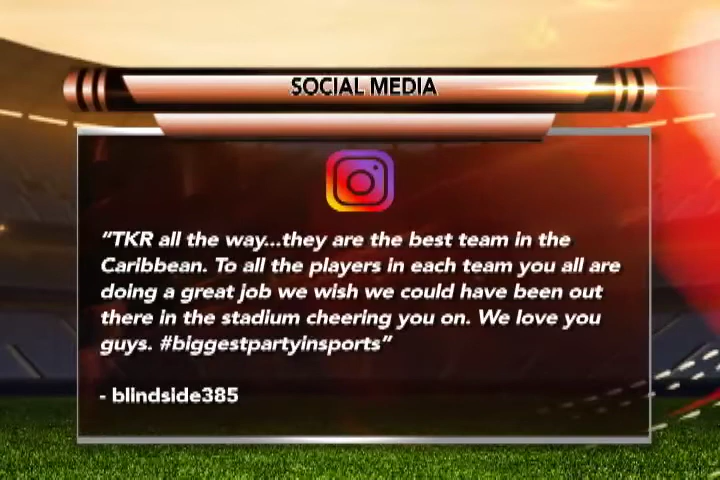 SOCIAL MEDIA
“TKR all the way...they are the best team in the
Caribbean. To all the players in each team you all are
doing a great job we wish we could have been out
there in the stadium cheering you on. We love you
guys. #biggestpartyinsports”
- blindside385